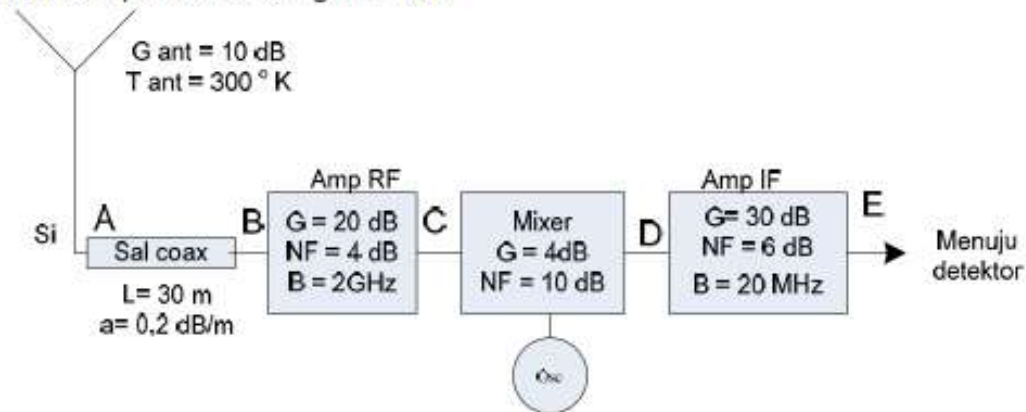 G ant = 10 dB
T ant = 300 ° K
Si
A
Sal coax
L= 30 m
a= 0,2 dB/m
B
Amp RF
G = 20 dB
NF = 4 dB
B = 2GHz
C
Mixer
G = 4dB
NF = 10 dB
Osc
D
Amp IF
G= 30 dB
NF = 6 dB
B = 20 MHz
E
Menuju
detektor